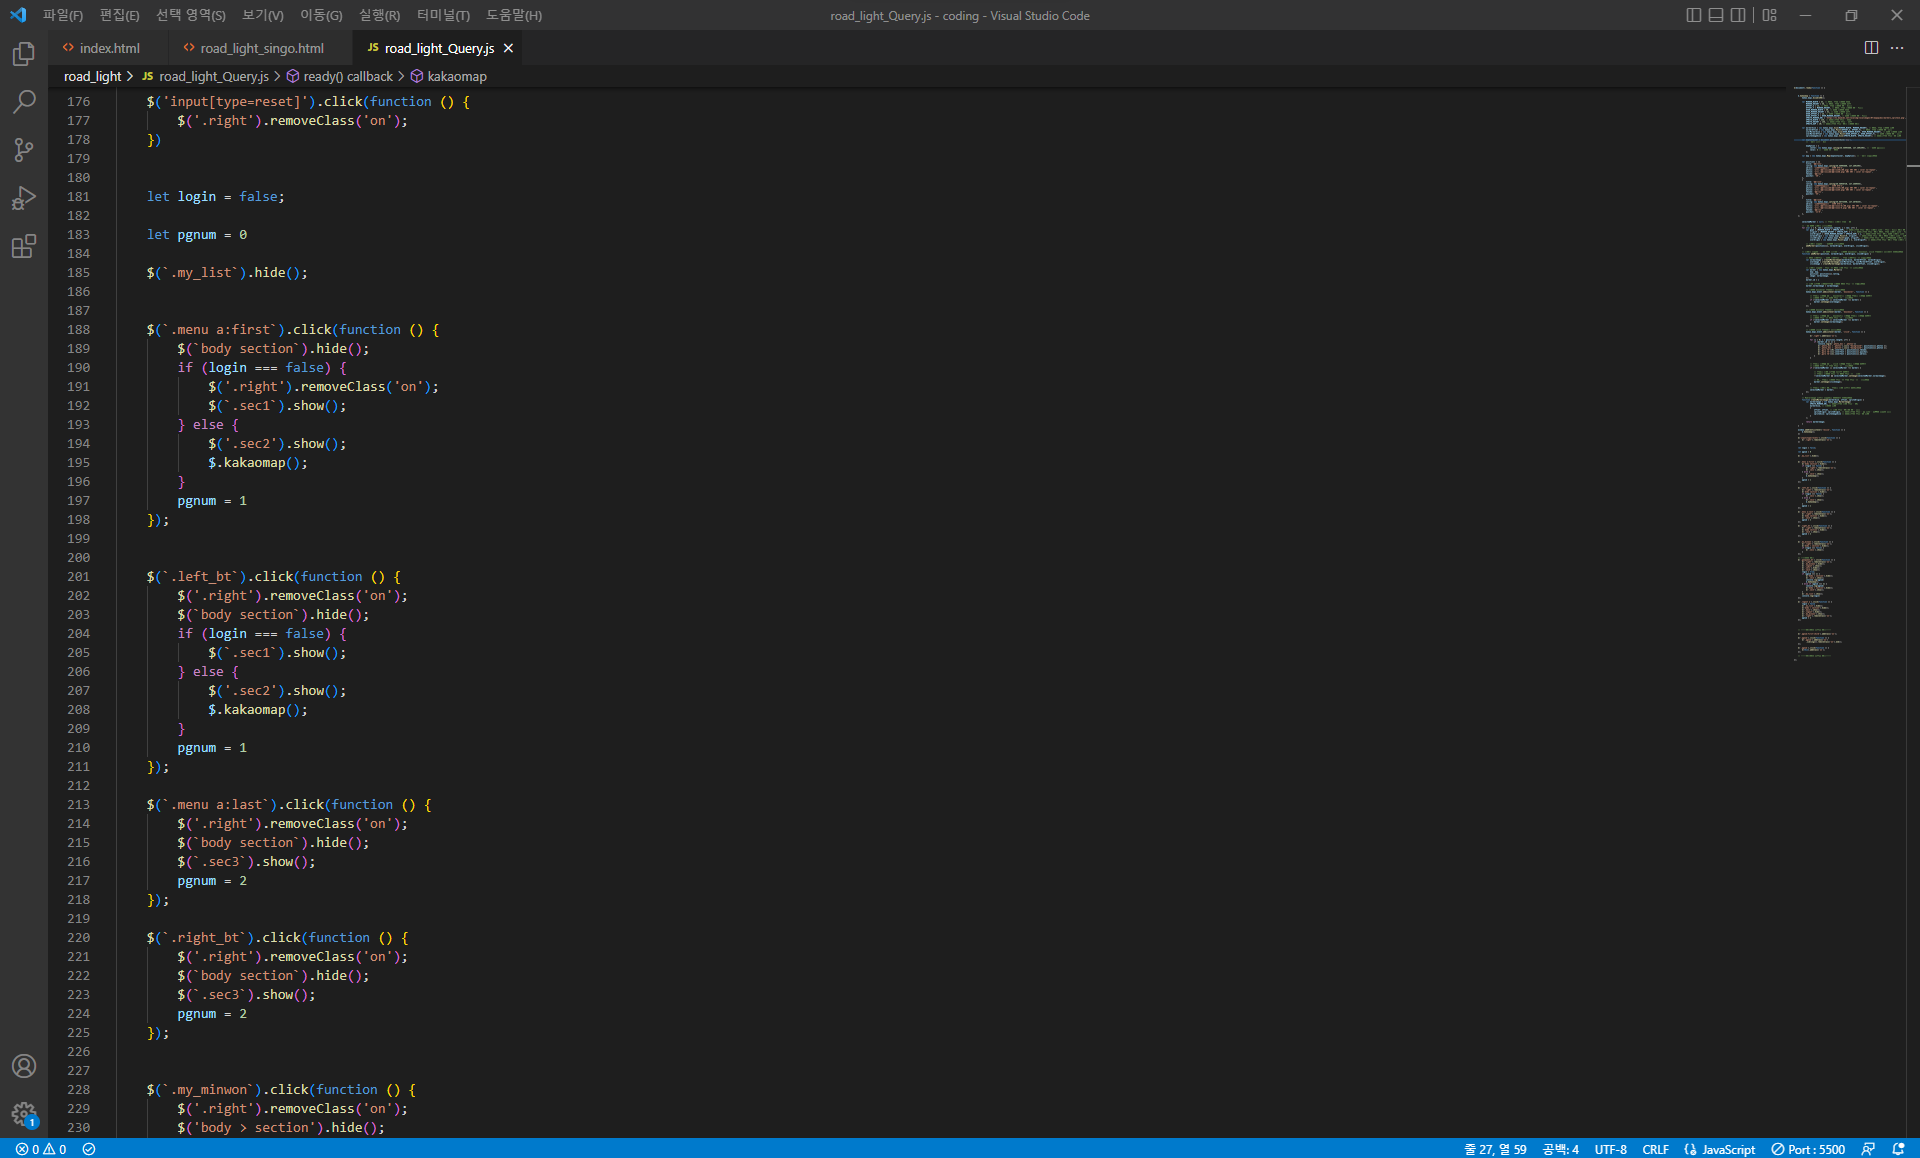 파일(F) 편집(E) 선택 영역(S) 보기(V) 이동(G) 실행(R) 터미널(T) 도움말(H) road_light_Query.js - coding - Visual Studio Code
<> index.html <> road_light_singo.html JS road_light_Query.js ×
road_light > JS road_light_Query.js > ready() callback > kakaomap
176 $('input[type=reset]').click(function () {
177 $('.right').removeClass('on');
178 })
179
180
181 let login = false;
182
183 let pgnum = 0
184
185 $(`.my_list`).hide();
186
187
188 $(`.menu a:first`).click(function () {
189 $(`body section`).hide();
190 if (login === false) {
191 $('.right').removeClass('on');
192 $(`.sec1`).show();
193 } else {
194 $('.sec2').show();
195 $.kakaomap();
196 }
197 pgnum = 1
198 });
199
200
201 $(`.left_bt`).click(function () {
202 $('.right').removeClass('on');
203 $(`body section`).hide();
204 if (login === false) {
205 $(`.sec1`).show();
206 } else {
207 $('.sec2').show();
208 $.kakaomap();
209 }
210 pgnum = 1
211 });
212
213 $(`.menu a:last`).click(function () {
214 $('.right').removeClass('on');
215 $(`body section`).hide();
216 $(`.sec3`).show();
217 pgnum = 2
218 });
219
220 $(`.right_bt`).click(function () {
221 $('.right').removeClass('on');
222 $(`body section`).hide();
223 $(`.sec3`).show();
224 pgnum = 2
225 });
226
227
228 $(`.my_minwon`).click(function () {
229 $('.right').removeClass('on');
230 $('body > section').hide();
1
0 0 줄 27, 열 59 공백: 4 UTF-8 CRLF {} JavaScript Port : 5500